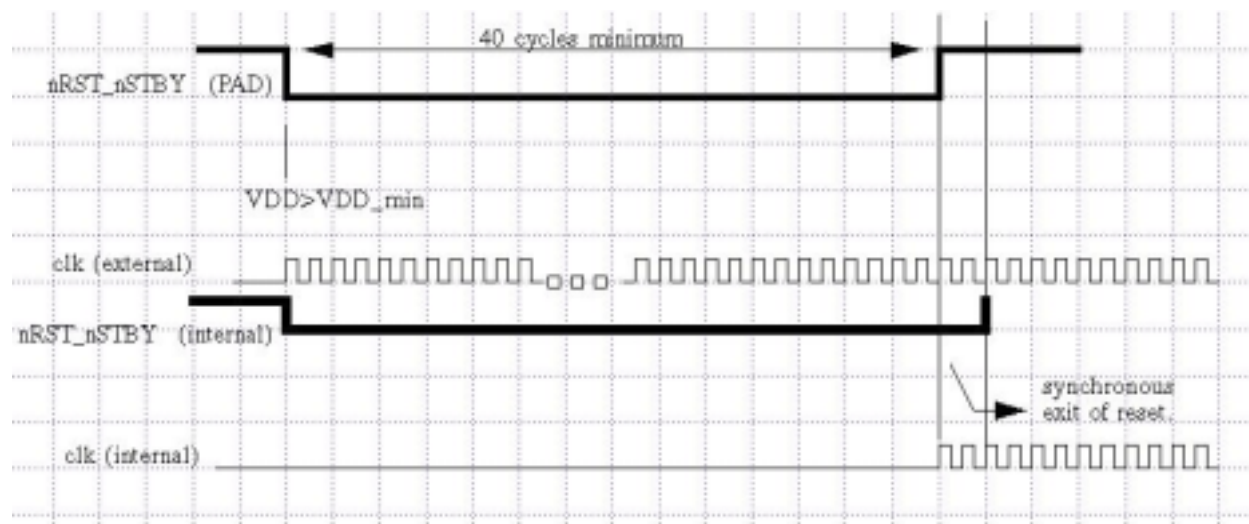 40 cycles minimum
nRST_nSTBY (PAD)
VDD>VDD_min
clk (external)
nRST_nSTBY (internal)
synchronous
exit of reset.
clk (internal)